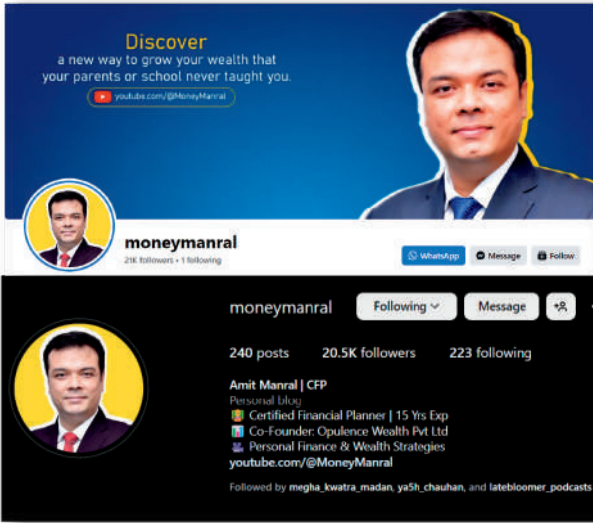 Discover
a new way to grow your wealth that
your parents or school never taught you.
youtube.com/@MoneyManral
moneymanral
21K followers • 1 following
WhatsApp
Message
Follow
moneymanral
Following
Message
240 posts 20.5K followers 223 following
Amit Manral | CFP
Personal blog
Certified Financial Planner | 15 Yrs Exp
Co-Founder: Opulence Wealth Pvt Ltd
Personal Finance & Wealth Strategies
youtube.com/@MoneyManral
Followed by megha_kwatra_madan, ya5h_chauhan, and latebloomer_podcasts